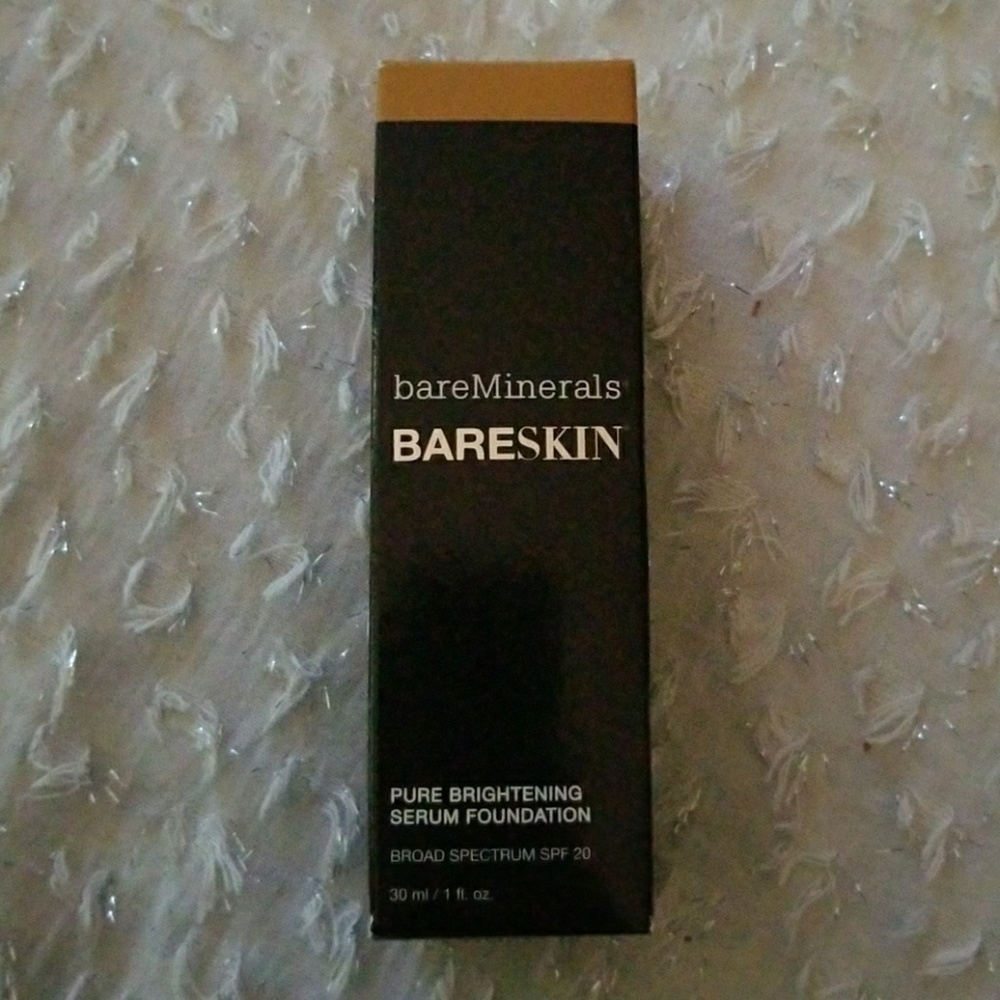 bareMinerals
BARESKIN
PURE BRIGHTENING
SERUM FOUNDATION
BROAD SPECTRUM SPF 20
30 ml / 1 fl. oz.